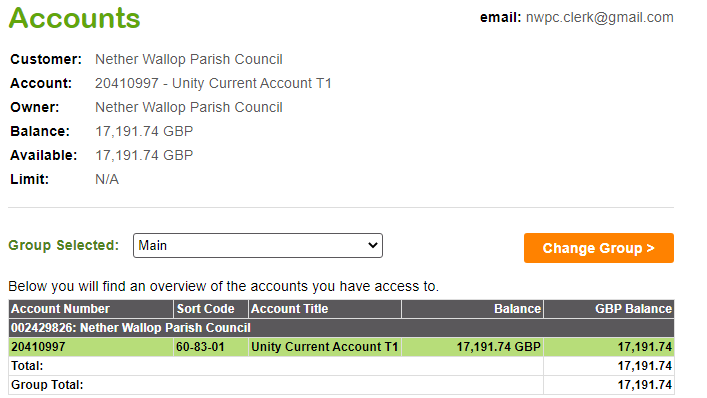 Accounts
email: nwpc.clerk@gmail.com
Customer: Nether Wallop Parish Council
Account: 20410997 - Unity Current Account T1
Owner: Nether Wallop Parish Council
Balance: 17,191.74 GBP
Available: 17,191.74 GBP
Limit: N/A
Group Selected: Main Change Group >
Below you will find an overview of the accounts you have access to.
Account Number Sort Code Account Title Balance GBP Balance
002429826: Nether Wallop Parish Council
20410997 60-83-01 Unity Current Account T1 17,191.74 GBP 17,191.74
Total: 17,191.74
Group Total: 17,191.74